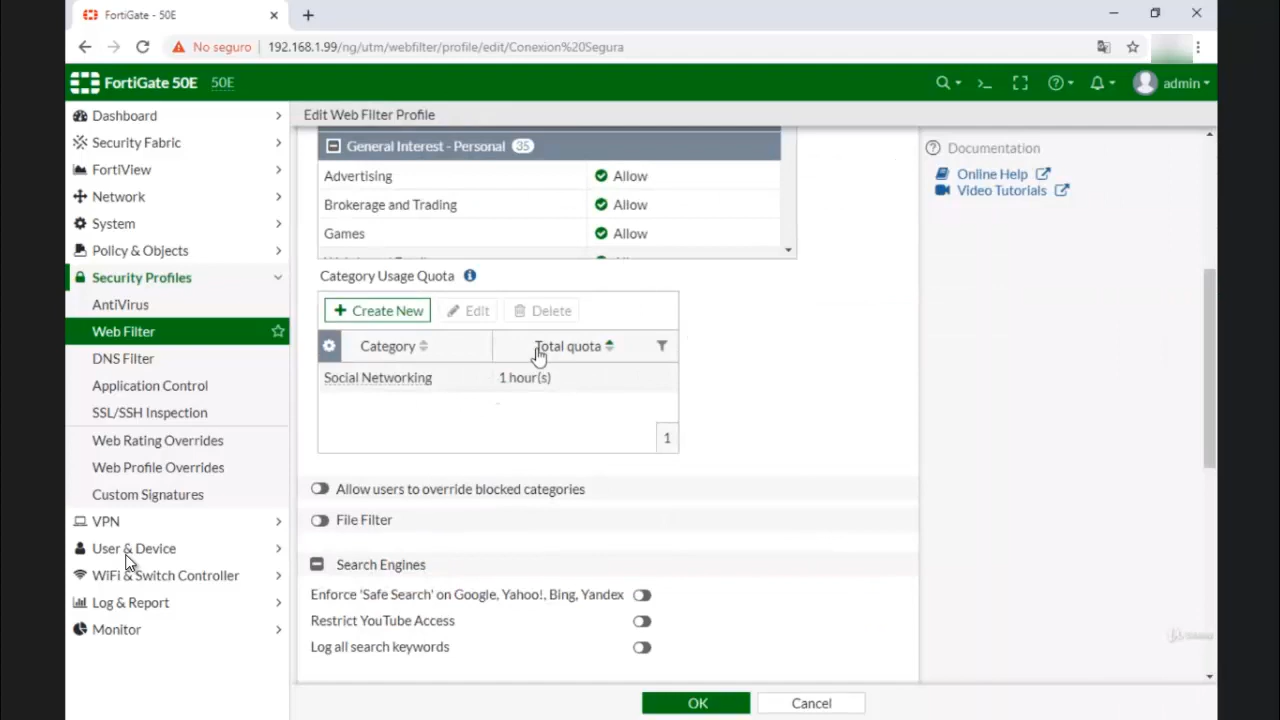 FortiGate - 50E
No seguro 192.168.1.99/ng/utm/webfilter/profile/edit/Conexion%20Segura
FortiGate 50E 50E
admin
Dashboard
Security Fabric
FortiView
Network
System
Policy & Objects
Security Profiles
AntiVirus
Web Filter
DNS Filter
Application Control
SSL/SSH Inspection
Web Rating Overrides
Web Profile Overrides
Custom Signatures
VPN
User & Device
WiFi & Switch Controller
Log & Report
Monitor
Edit Web Filter Profile
General Interest - Personal 35
Advertising Allow
Brokerage and Trading Allow
Games Allow
Category Usage Quota
Create New Edit Delete
Category Total quota
Social Networking 1 hour(s)
1
Allow users to override blocked categories
File Filter
Search Engines
Enforce 'Safe Search' on Google, Yahoo!, Bing, Yandex
Restrict YouTube Access
Log all search keywords
OK Cancel
Documentation
Online Help
Video Tutorials